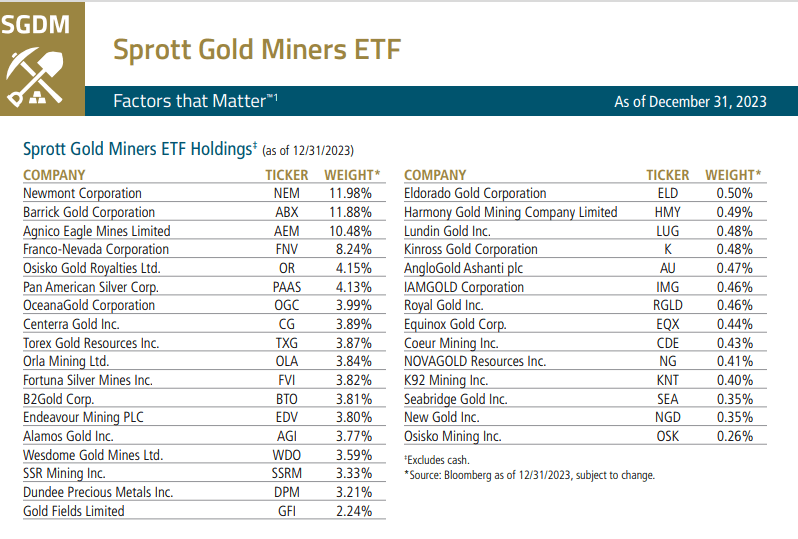 SGDM
Sprott Gold Miners ETF
Factors that Matter™1
As of December 31, 2023
Sprott Gold Miners ETF Holdings‡ (as of 12/31/2023)
COMPANY TICKER WEIGHT*
Newmont Corporation NEM 11.98%
Barrick Gold Corporation ABX 11.88%
Agnico Eagle Mines Limited AEM 10.48%
Franco-Nevada Corporation FNV 8.24%
Osisko Gold Royalties Ltd. OR 4.15%
Pan American Silver Corp. PAAS 4.13%
OceanaGold Corporation OGC 3.99%
Centerra Gold Inc. CG 3.89%
Torex Gold Resources Inc. TXG 3.87%
Orla Mining Ltd. OLA 3.84%
Fortuna Silver Mines Inc. FVI 3.82%
B2Gold Corp. BTO 3.81%
Endeavour Mining PLC EDV 3.80%
Alamos Gold Inc. AGI 3.77%
Wesdome Gold Mines Ltd. WDO 3.59%
SSR Mining Inc. SSRM 3.33%
Dundee Precious Metals Inc. DPM 3.21%
Gold Fields Limited GFI 2.24%
COMPANY TICKER WEIGHT*
Eldorado Gold Corporation ELD 0.50%
Harmony Gold Mining Company Limited HMY 0.49%
Lundin Gold Inc. LUG 0.48%
Kinross Gold Corporation K 0.48%
AngloGold Ashanti plc AU 0.47%
IAMGOLD Corporation IMG 0.46%
Royal Gold Inc. RGLD 0.46%
Equinox Gold Corp. EQX 0.44%
Coeur Mining Inc. CDE 0.43%
NOVAGOLD Resources Inc. NG 0.41%
K92 Mining Inc. KNT 0.40%
Seabridge Gold Inc. SEA 0.35%
New Gold Inc. NGD 0.35%
Osisko Mining Inc. OSK 0.26%
‡Excludes cash.
*Source: Bloomberg as of 12/31/2023, subject to change.